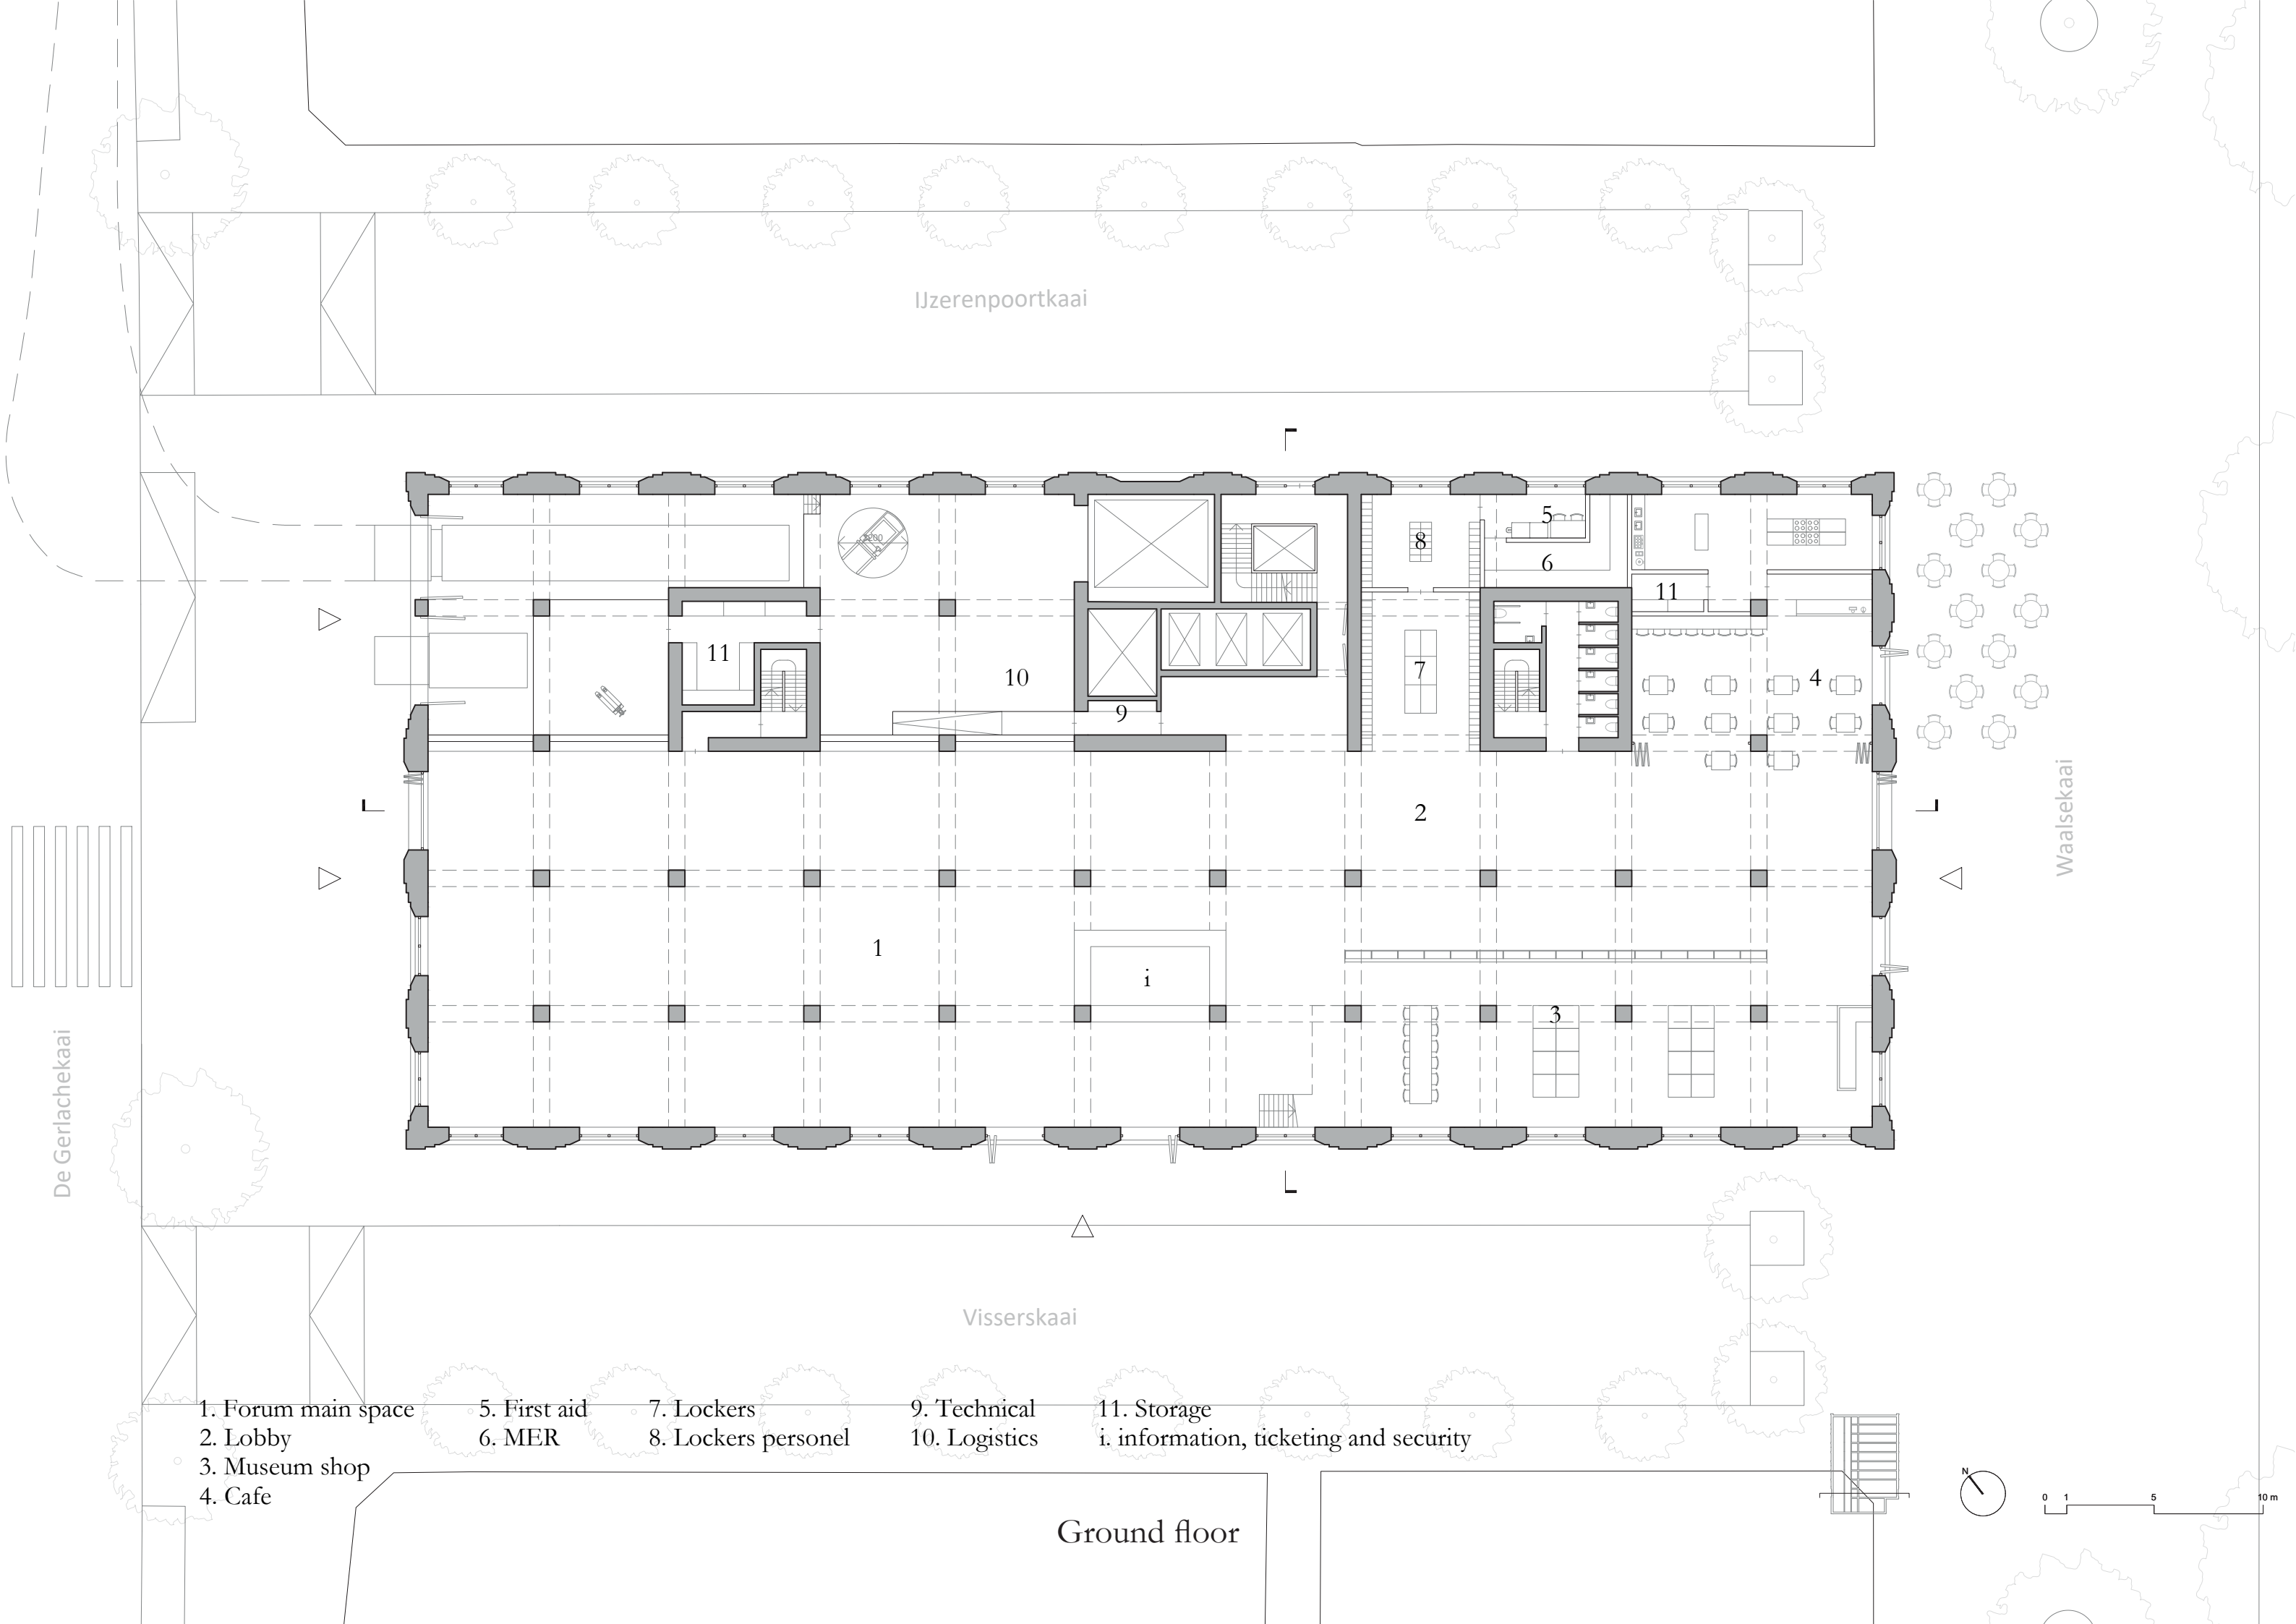 IJzerenpoortkaai
5
8
6
11
11
7
4
10
9
2
Waalsekaai
1
i
3
De Gerlachekaai
Visserskaai
1. Forum main space
2. Lobby
3. Museum shop
4. Cafe
5. First aid
6. MER
7. Lockers
8. Lockers personel
9. Technical
10. Logistics
11. Storage
i. information, ticketing and security
N
0 1 5 10 m
Ground floor